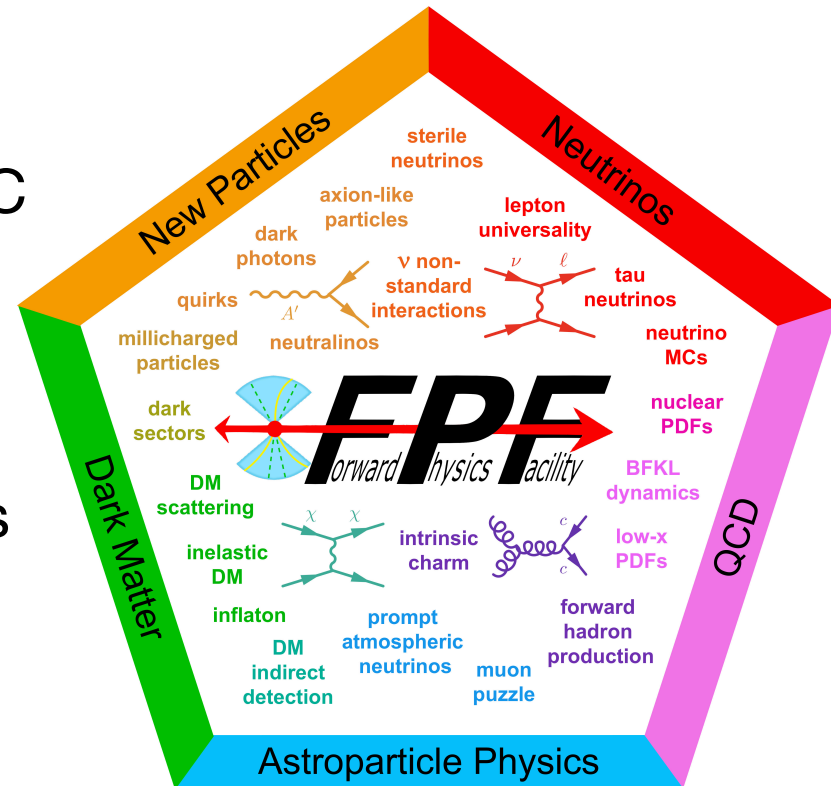 C
s
New Particles
Neutrinos
sterile
neutrinos
axion-like
particles
lepton
universality
dark
photons
ν non-
standard
interactions
ν ℓ
tau
neutrinos
quirks
A′
neutralinos
millicharged
particles
neutrino
MCs
dark
sectors
FPF
Forward Physics Facility
nuclear
PDFs
BFKL
dynamics
Dark Matter
QCD
DM
scattering
χ χ
inelastic
DM
intrinsic
charm
c
c
low-x
PDFs
inflaton
prompt
atmospheric
neutrinos
forward
hadron
production
DM
indirect
detection
muon
puzzle
Astroparticle Physics